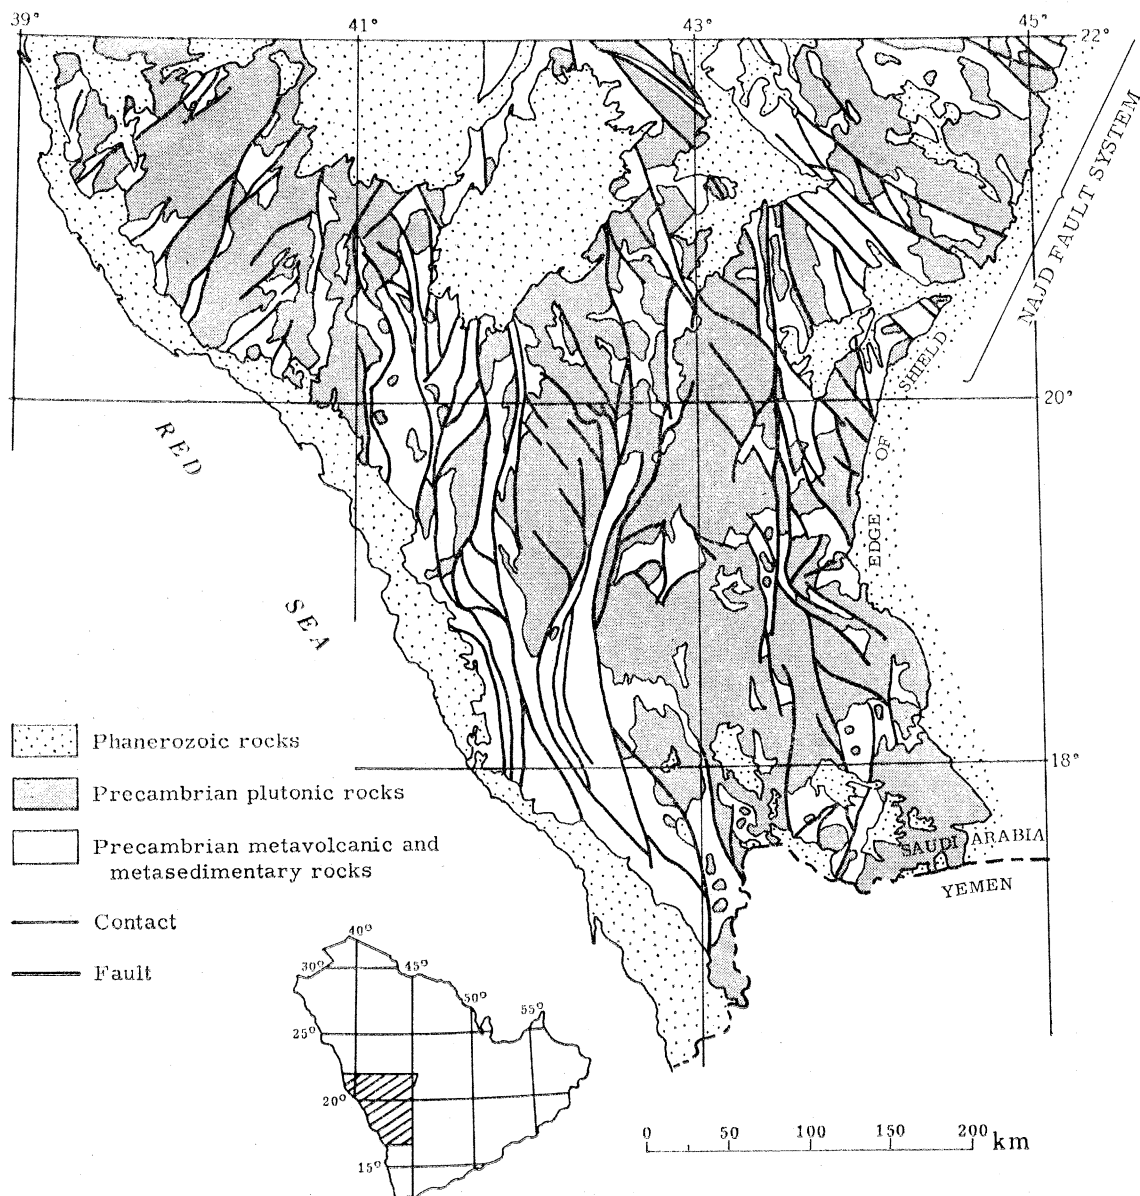 39° 41° 43° 45°
22°
NAJD FAULT SYSTEM
SHIELD
20°
OF
RED
EDGE
SEA
18°
Phanerozoic rocks
Precambrian plutonic rocks
Precambrian metavolcanic and
metasedimentary rocks
SAUDI ARABIA
YEMEN
Contact
Fault
40°
30° 45°
50°
55°
25°
20°
15°
0 50 100 150 200 km